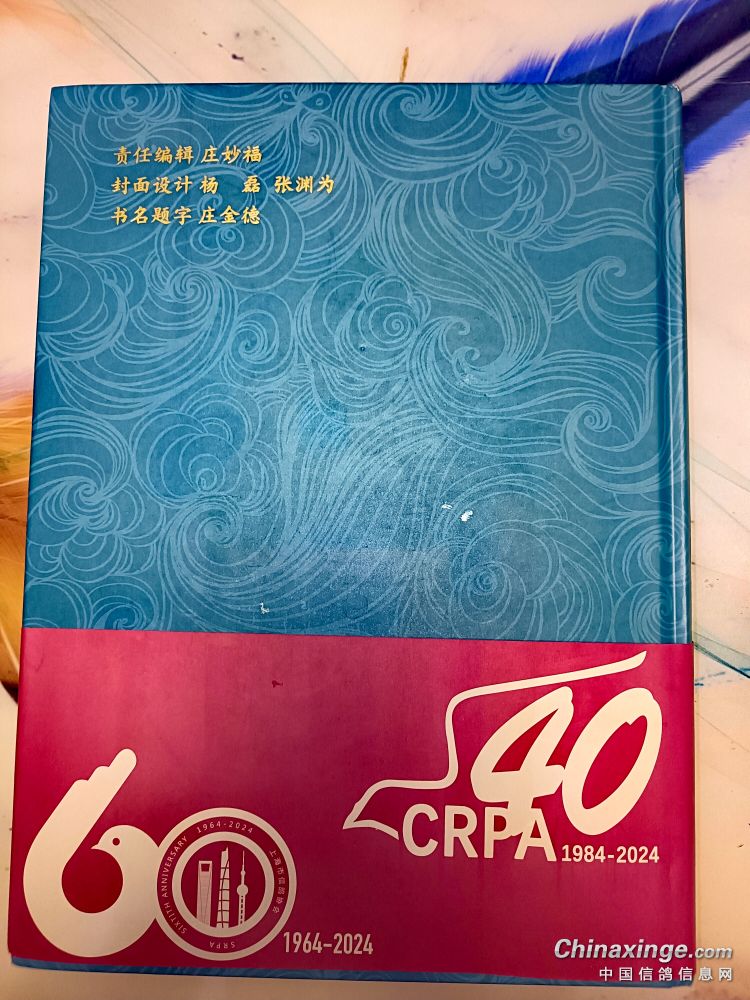 责任编辑 庄妙福
封面设计 杨 磊 张渊为
书名题字 庄金德
40
CRPA 1984-2024
60
SIXTIETH ANNIVERSARY 1964-2024
上海市信鸽协会
SRPA
1964-2024
Chinaxinge.com
中国信鸽信息网